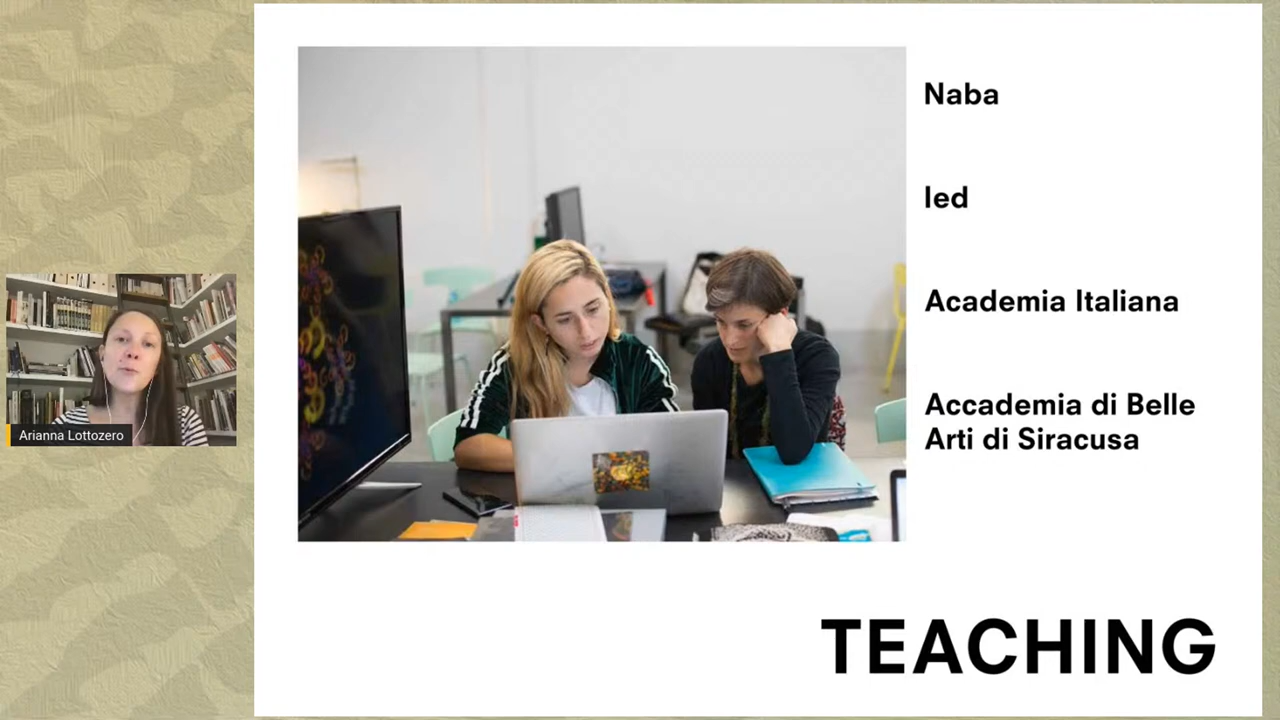 Naba
Ied
Academia Italiana
Accademia di Belle
Arti di Siracusa
Arianna Lottozero
TEACHING